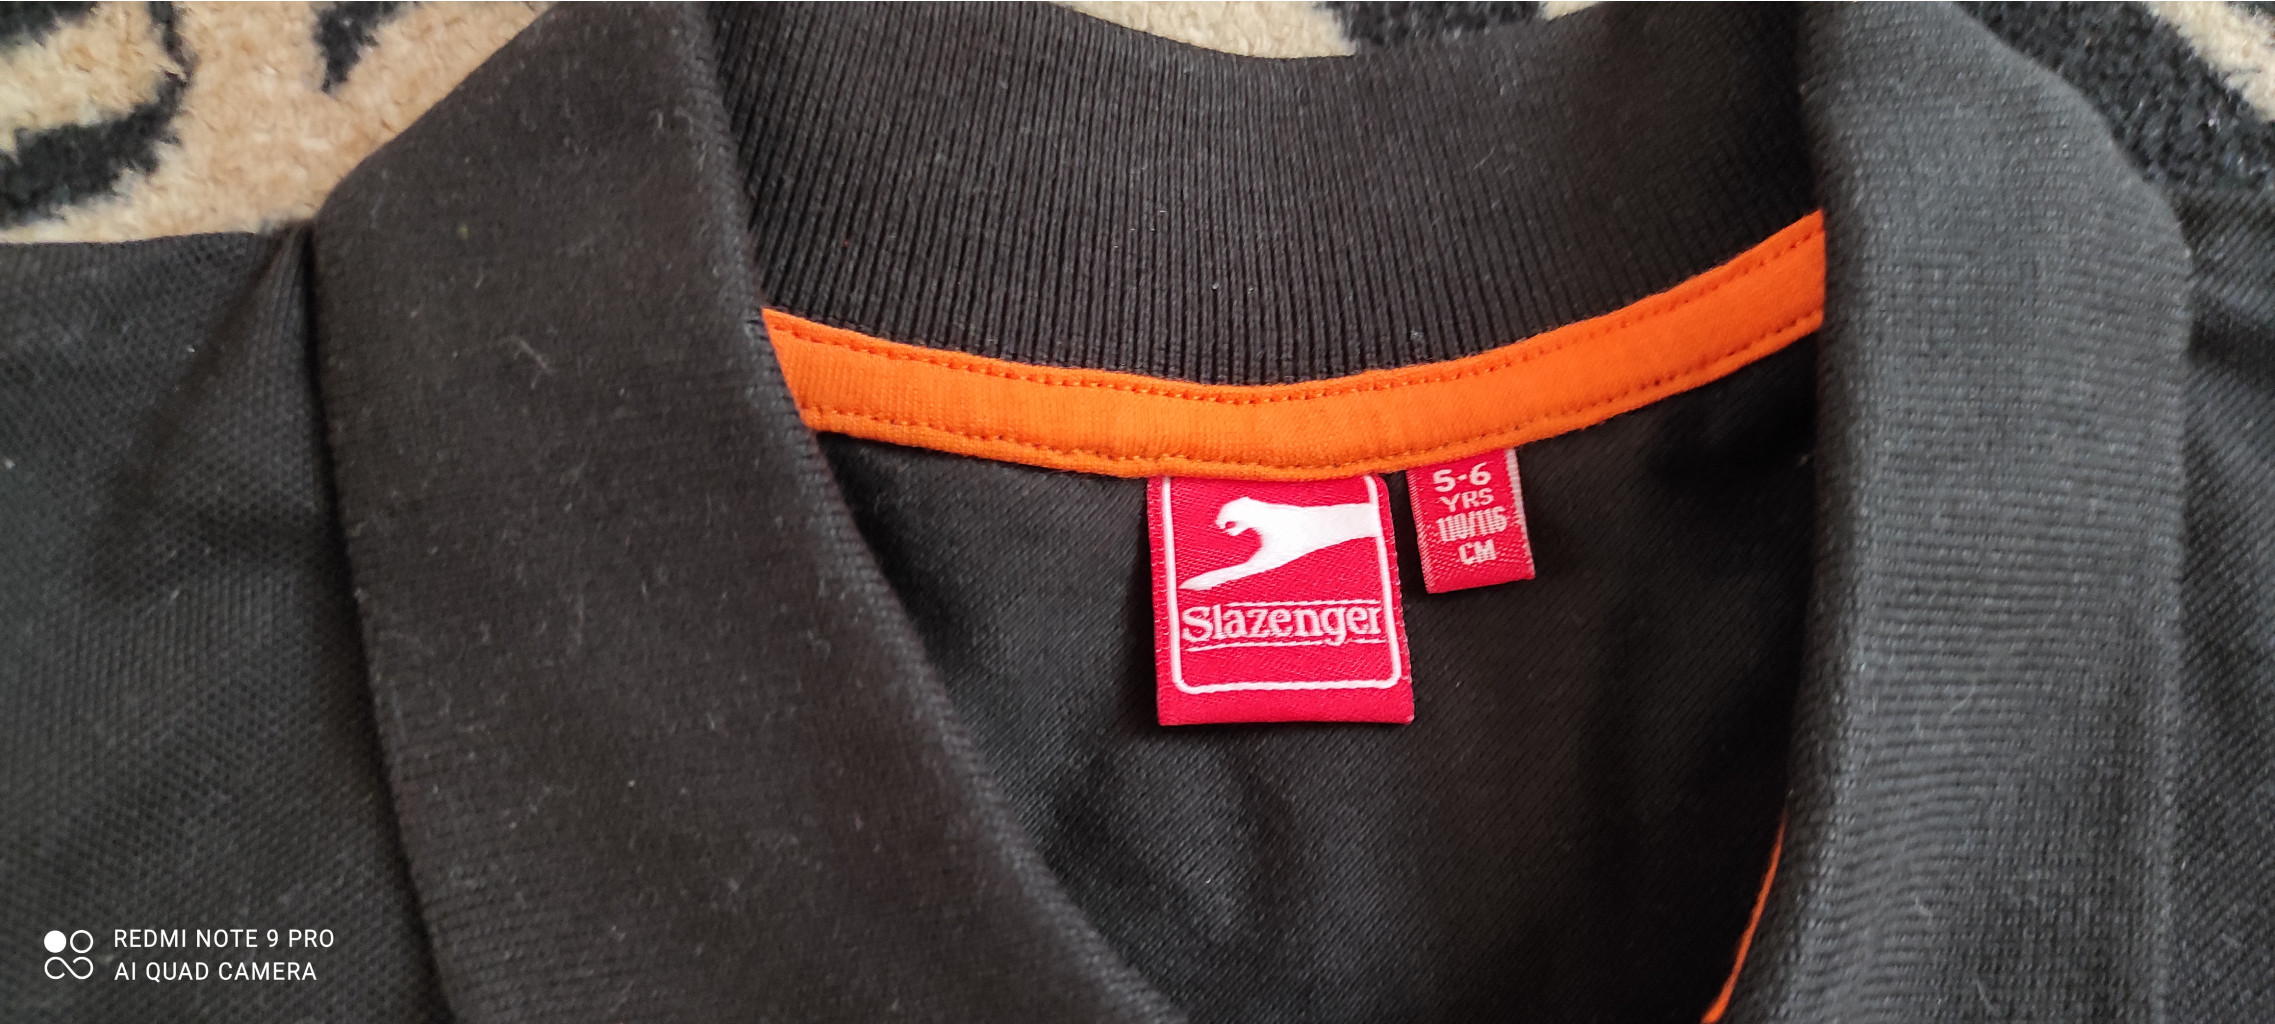 Slazenger
5-6
YRS
110/116
CM
REDMI NOTE 9 PRO
AI QUAD CAMERA